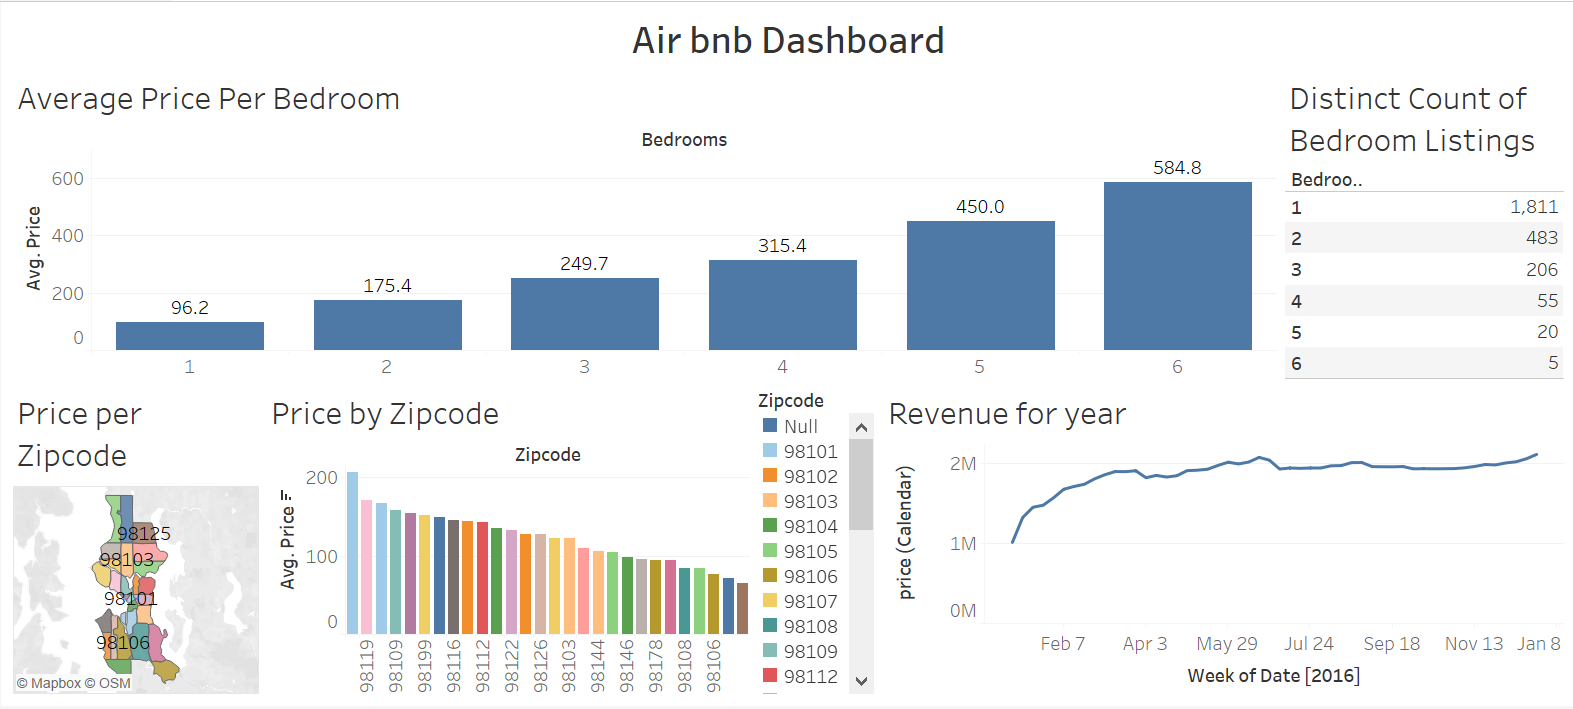 Air bnb Dashboard
Average Price Per Bedroom
Bedrooms
Avg. Price
600
400
200
0
96.2
175.4
249.7
315.4
450.0
584.8
1
2
3
4
5
6
Distinct Count of
Bedroom Listings
Bedroo..
1 1,811
2 483
3 206
4 55
5 20
6 5
Price per
Zipcode
98125
98103
98101
98106
© Mapbox © OSM
Price by Zipcode
Zipcode
Avg. Price
200
100
0
98119
98109
98199
98116
98112
98122
98126
98103
98144
98146
98178
98108
98106
Zipcode
Null
98101
98102
98103
98104
98105
98106
98107
98108
98109
98112
Revenue for year
price (Calendar)
2M
1M
0M
Feb 7
Apr 3
May 29
Jul 24
Sep 18
Nov 13
Jan 8
Week of Date [2016]